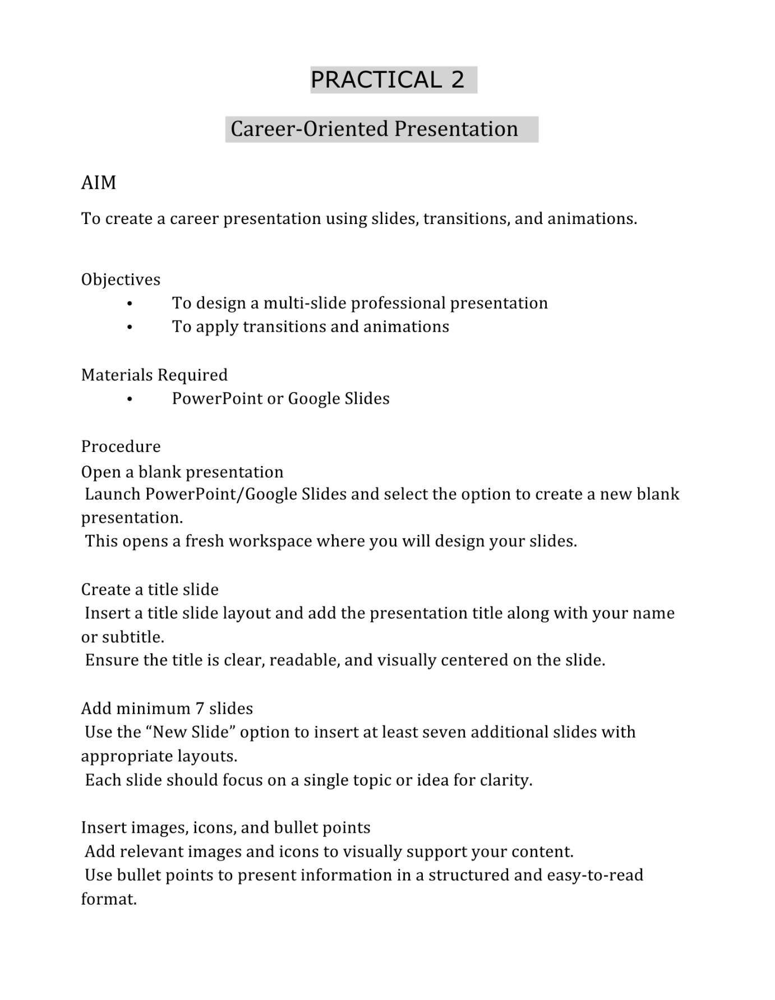 PRACTICAL 2
Career-Oriented Presentation
AIM
To create a career presentation using slides, transitions, and animations.
Objectives
• To design a multi-slide professional presentation
• To apply transitions and animations
Materials Required
• PowerPoint or Google Slides
Procedure
Open a blank presentation
Launch PowerPoint/Google Slides and select the option to create a new blank
presentation.
This opens a fresh workspace where you will design your slides.
Create a title slide
Insert a title slide layout and add the presentation title along with your name
or subtitle.
Ensure the title is clear, readable, and visually centered on the slide.
Add minimum 7 slides
Use the “New Slide” option to insert at least seven additional slides with
appropriate layouts.
Each slide should focus on a single topic or idea for clarity.
Insert images, icons, and bullet points
Add relevant images and icons to visually support your content.
Use bullet points to present information in a structured and easy-to-read
format.